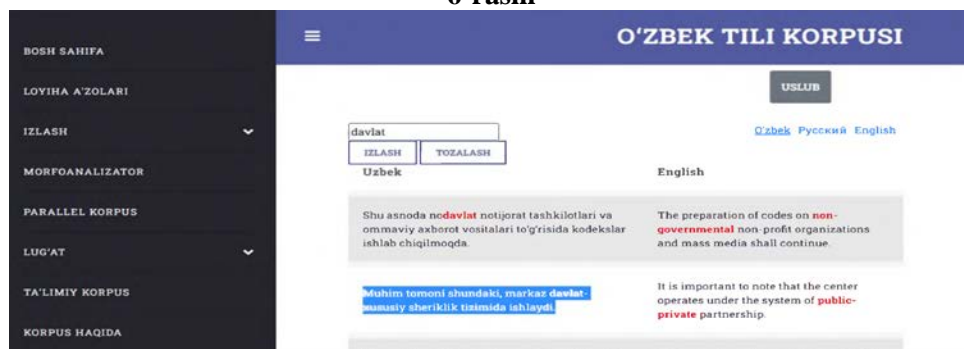 6-rasm
BOSH SAHIFA
LOYIHA A'ZOLARI
IZLASH
MORFOANALIZATOR
PARALLEL KORPUS
LUG'AT
TA'LIMIY KORPUS
KORPUS HAQIDA
O'ZBEK TILI KORPUSI
USLUB
O'zbek Русский English
davlat
IZLASH TOZALASH
Uzbek English
Shu asnoda nodavlat notijorat tashkilotlari va
ommaviy axborot vositalari to'g'risida kodekslar
ishlab chiqilmoqda.
The preparation of codes on non-
governmental non-profit organizations
and mass media shall continue.
Muhim tomoni shundaki, markaz davlat-
xususiy sheriklik tizimida ishlaydi.
It is important to note that the center
operates under the system of public-
private partnership.